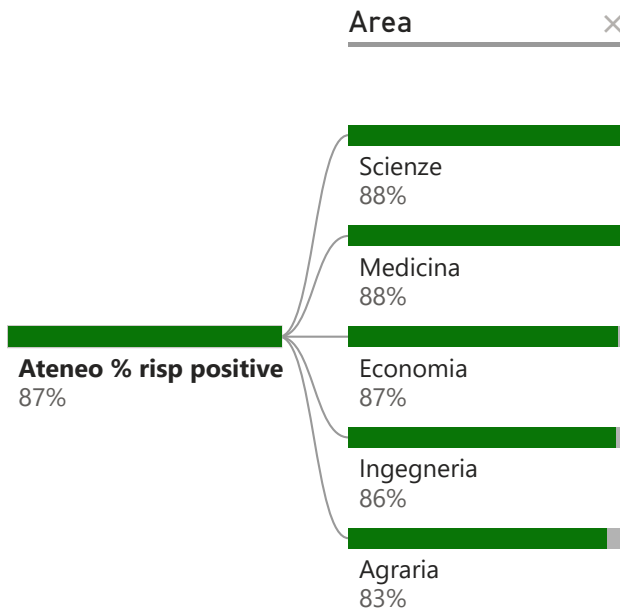 Area
Scienze
88%
Medicina
88%
Ateneo % risp positive
87%
Economia
87%
Ingegneria
86%
Agraria
83%